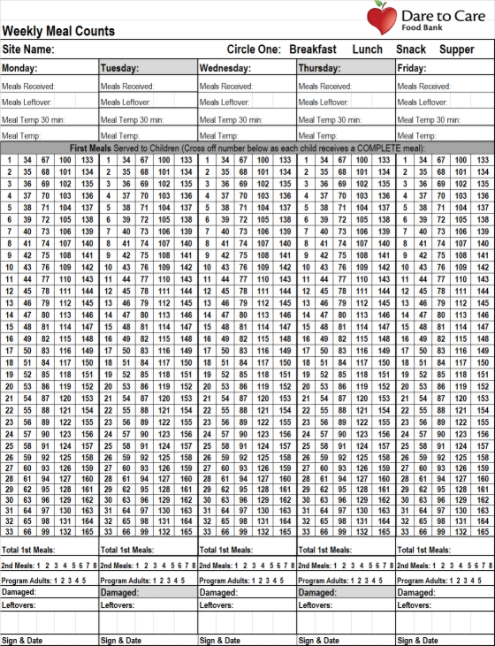 Dare to Care
Food Bank
Weekly Meal Counts
Site Name: Circle One: Breakfast Lunch Snack Supper
Monday: Tuesday: Wednesday: Thursday: Friday:
Meals Received: Meals Received: Meals Received: Meals Received: Meals Received:
Meals Leftover: Meals Leftover: Meals Leftover: Meals Leftover: Meals Leftover:
Meal Temp 30 min: Meal Temp 30 min: Meal Temp 30 min: Meal Temp 30 min: Meal Temp 30 min:
Meal Temp: Meal Temp: Meal Temp: Meal Temp: Meal Temp:
First Meals Served to Children (Cross off number below as each child receives a COMPLETE meal):
1 34 67 100 133 1 34 67 100 133 1 34 67 100 133 1 34 67 100 133 1 34 67 100 133
2 35 68 101 134 2 35 68 101 134 2 35 68 101 134 2 35 68 101 134 2 35 68 101 134
3 36 69 102 135 3 36 69 102 135 3 36 69 102 135 3 36 69 102 135 3 36 69 102 135
4 37 70 103 136 4 37 70 103 136 4 37 70 103 136 4 37 70 103 136 4 37 70 103 136
5 38 71 104 137 5 38 71 104 137 5 38 71 104 137 5 38 71 104 137 5 38 71 104 137
6 39 72 105 138 6 39 72 105 138 6 39 72 105 138 6 39 72 105 138 6 39 72 105 138
7 40 73 106 139 7 40 73 106 139 7 40 73 106 139 7 40 73 106 139 7 40 73 106 139
8 41 74 107 140 8 41 74 107 140 8 41 74 107 140 8 41 74 107 140 8 41 74 107 140
9 42 75 108 141 9 42 75 108 141 9 42 75 108 141 9 42 75 108 141 9 42 75 108 141
10 43 76 109 142 10 43 76 109 142 10 43 76 109 142 10 43 76 109 142 10 43 76 109 142
11 44 77 110 143 11 44 77 110 143 11 44 77 110 143 11 44 77 110 143 11 44 77 110 143
12 45 78 111 144 12 45 78 111 144 12 45 78 111 144 12 45 78 111 144 12 45 78 111 144
13 46 79 112 145 13 46 79 112 145 13 46 79 112 145 13 46 79 112 145 13 46 79 112 145
14 47 80 113 146 14 47 80 113 146 14 47 80 113 146 14 47 80 113 146 14 47 80 113 146
15 48 81 114 147 15 48 81 114 147 15 48 81 114 147 15 48 81 114 147 15 48 81 114 147
16 49 82 115 148 16 49 82 115 148 16 49 82 115 148 16 49 82 115 148 16 49 82 115 148
17 50 83 116 149 17 50 83 116 149 17 50 83 116 149 17 50 83 116 149 17 50 83 116 149
18 51 84 117 150 18 51 84 117 150 18 51 84 117 150 18 51 84 117 150 18 51 84 117 150
19 52 85 118 151 19 52 85 118 151 19 52 85 118 151 19 52 85 118 151 19 52 85 118 151
20 53 86 119 152 20 53 86 119 152 20 53 86 119 152 20 53 86 119 152 20 53 86 119 152
21 54 87 120 153 21 54 87 120 153 21 54 87 120 153 21 54 87 120 153 21 54 87 120 153
22 55 88 121 154 22 55 88 121 154 22 55 88 121 154 22 55 88 121 154 22 55 88 121 154
23 56 89 122 155 23 56 89 122 155 23 56 89 122 155 23 56 89 122 155 23 56 89 122 155
24 57 90 123 156 24 57 90 123 156 24 57 90 123 156 24 57 90 123 156 24 57 90 123 156
25 58 91 124 157 25 58 91 124 157 25 58 91 124 157 25 58 91 124 157 25 58 91 124 157
26 59 92 125 158 26 59 92 125 158 26 59 92 125 158 26 59 92 125 158 26 59 92 125 158
27 60 93 126 159 27 60 93 126 159 27 60 93 126 159 27 60 93 126 159 27 60 93 126 159
28 61 94 127 160 28 61 94 127 160 28 61 94 127 160 28 61 94 127 160 28 61 94 127 160
29 62 95 128 161 29 62 95 128 161 29 62 95 128 161 29 62 95 128 161 29 62 95 128 161
30 63 96 129 162 30 63 96 129 162 30 63 96 129 162 30 63 96 129 162 30 63 96 129 162
31 64 97 130 163 31 64 97 130 163 31 64 97 130 163 31 64 97 130 163 31 64 97 130 163
32 65 98 131 164 32 65 98 131 164 32 65 98 131 164 32 65 98 131 164 32 65 98 131 164
33 66 99 132 165 33 66 99 132 165 33 66 99 132 165 33 66 99 132 165 33 66 99 132 165
Total 1st Meals: Total 1st Meals: Total 1st Meals: Total 1st Meals: Total 1st Meals:
2nd Meals: 1 2 3 4 5 6 7 8 2nd Meals: 1 2 3 4 5 6 7 8 2nd Meals: 1 2 3 4 5 6 7 8 2nd Meals: 1 2 3 4 5 6 7 8 2nd Meals: 1 2 3 4 5 6 7 8
Program Adults: 1 2 3 4 5 Program Adults: 1 2 3 4 5 Program Adults: 1 2 3 4 5 Program Adults: 1 2 3 4 5 Program Adults: 1 2 3 4 5
Damaged: Damaged: Damaged: Damaged: Damaged:
Leftovers: Leftovers: Leftovers: Leftovers: Leftovers:
Sign & Date Sign & Date Sign & Date Sign & Date Sign & Date